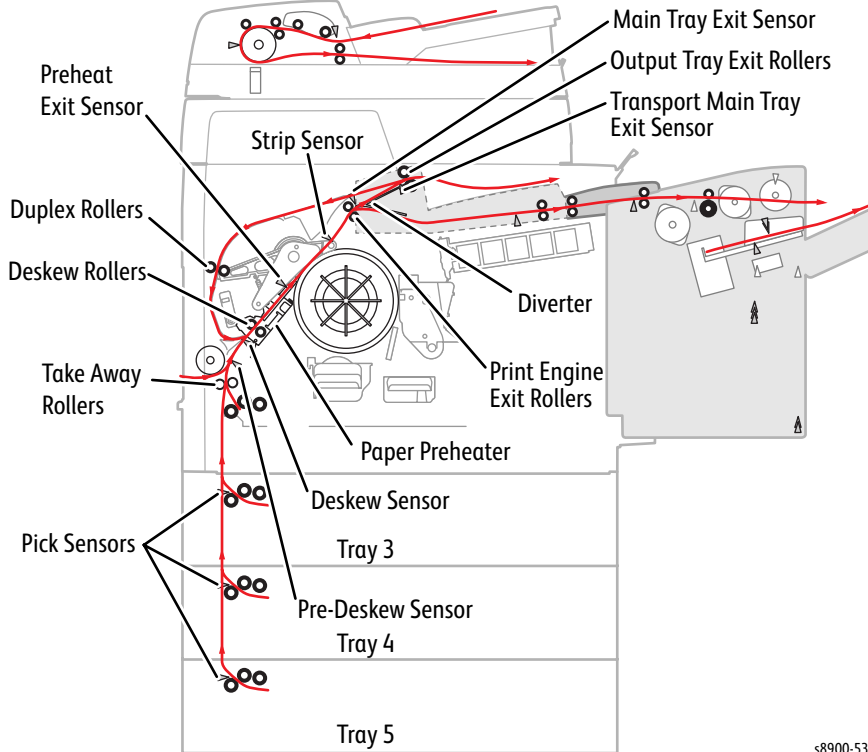 Main Tray Exit Sensor
Output Tray Exit Rollers
Transport Main Tray
Exit Sensor
Preheat
Exit Sensor
Strip Sensor
Duplex Rollers
Deskew Rollers
Diverter
Take Away
Rollers
Print Engine
Exit Rollers
Paper Preheater
Deskew Sensor
Pick Sensors
Tray 3
Pre-Deskew Sensor
Tray 4
Tray 5
s8900-53